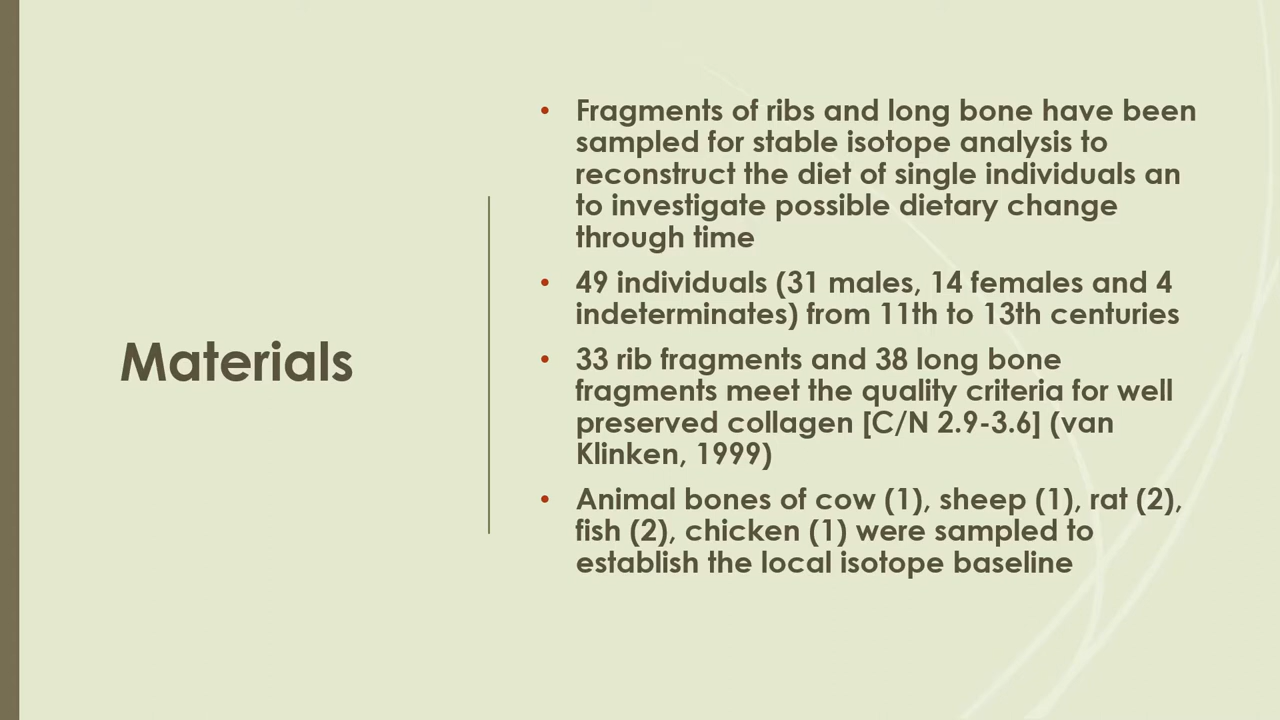 Materials
• Fragments of ribs and long bone have been
sampled for stable isotope analysis to
reconstruct the diet of single individuals an
to investigate possible dietary change
through time
• 49 individuals (31 males, 14 females and 4
indeterminates) from 11th to 13th centuries
• 33 rib fragments and 38 long bone
fragments meet the quality criteria for well
preserved collagen [C/N 2.9-3.6] (van
Klinken, 1999)
• Animal bones of cow (1), sheep (1), rat (2),
fish (2), chicken (1) were sampled to
establish the local isotope baseline